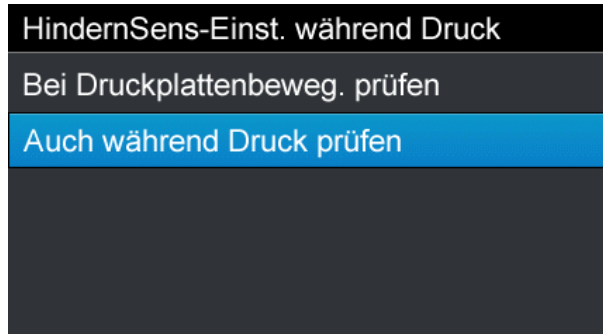 HindernSens-Einst. während Druck
Bei Druckplattenbeweg. prüfen
Auch während Druck prüfen